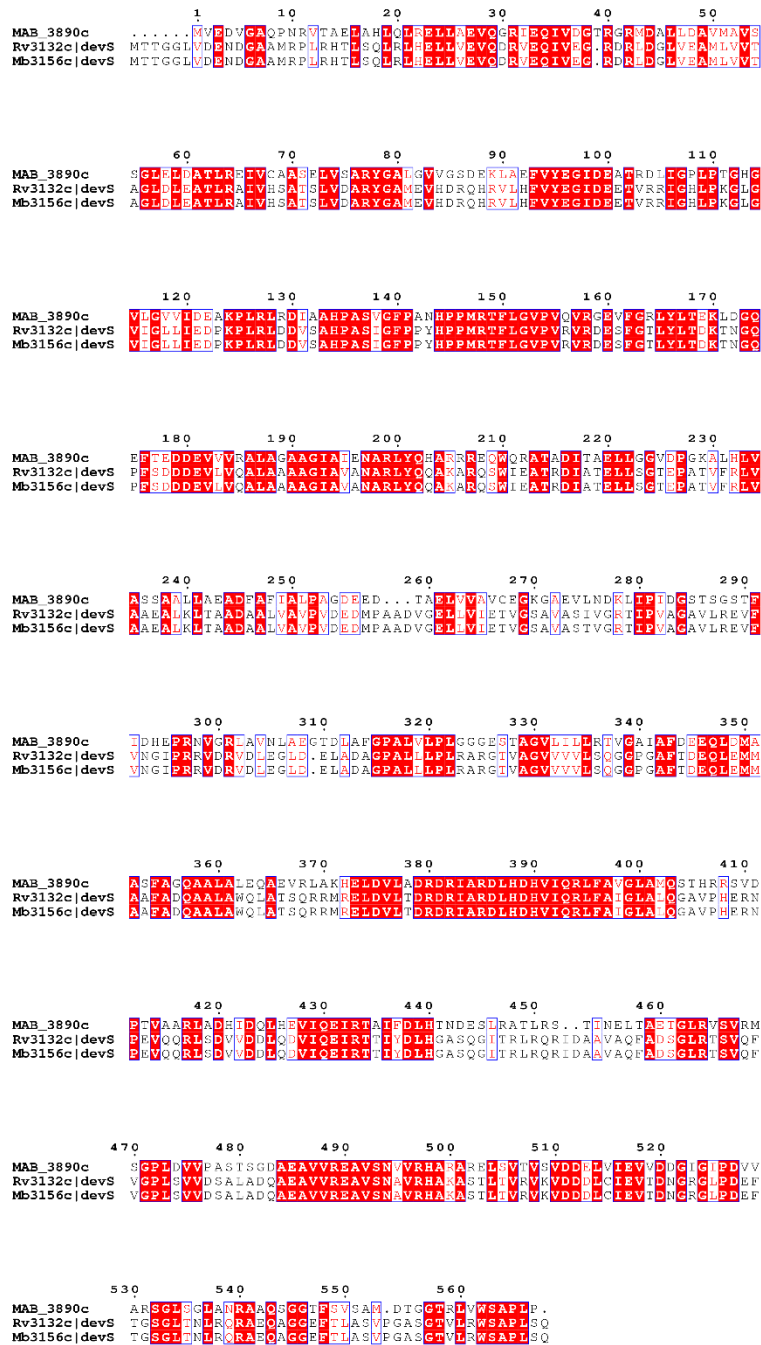 1 10 20 30 40 50
MAB_3890c ......MVEDVGAQPNRVTAELAHLQLRELLAEVQGRIEQIVDGTRGRMDALLDAVMAVS
Rv3132c|devS MTTGGLVDENDGAAMRPLRHTLSQLRLHELLVEVQDRVEQIVEG.RDRLDGLVEAMLVVT
Mb3156c|devS MTTGGLVDENDGAAMRPLRHTLSQLRLHELLVEVQDRVEQIVEG.RDRLDGLVEAMLVVT
60 70 80 90 100 110
MAB_3890c SGLELDATLREIVCAASELVSARYGALGVVGSDEKLAEFVYEGIDEATRDLIGPLPTGHG
Rv3132c|devS AGLDLEATLRAIVHSATSLVDARYGAMEVHDRQHRVLHFVYEGIDEETVRRIGHLPKGLG
Mb3156c|devS AGLDLEATLRAIVHSATSLVDARYGAMEVHDRQHRVLHFVYEGIDEETVRRIGHLPKGLG
120 130 140 150 160 170
MAB_3890c VLGVVIDEAKPLRLRDIAAHPASVGFPANHPPMRTFLGVPVQVRGEVFGRLYLTEKLDGQ
Rv3132c|devS VIGLLIEDPKPLRLDDVSAHPASIGFPPYHPPMRTFLGVPVRVRDESFGTLYLTDKTNGQ
Mb3156c|devS VIGLLIEDPKPLRLDDVSAHPASIGFPPYHPPMRTFLGVPVRVRDESFGTLYLTDKTNGQ
180 190 200 210 220 230
MAB_3890c EFTEDDEVVVRALAGAAGIAIENARLYQHARRREQWQRATADITAELLGGVDPGKALHLV
Rv3132c|devS PFSDDDEVLVQALAAAAGIAVANARLYQQAKARQSWIEATRDIATELLSGTEPATVFRLV
Mb3156c|devS PFSDDDEVLVQALAAAAGIAVANARLYQQAKARQSWIEATRDIATELLSGTEPATVFRLV
240 250 260 270 280 290
MAB_3890c ASSAALLAEADFAFIALPAGDEED...TAELVVAVCEGKGAEVLNDKLIPIDGSTSGSTF
Rv3132c|devS AAEALKLTAADAALVAVPVDEDMPAADVGELLVIETVGSAVASIVGRTIPVAGAVLREVF
Mb3156c|devS AAEALKLTAADAALVAVPVDEDMPAADVGELLVIETVGSAVASTVGRTIPVAGAVLREVF
300 310 320 330 340 350
MAB_3890c IDHEPRNVGRLAVNLAEGTDLAFGPALVLPLGGGESTAGVLILLRTVGAIAFDEEQLDMA
Rv3132c|devS VNGIPRRVDRVDLEGLD.ELADAGPALLLPLRARGTVAGVVVVLSQGGPGAFTDEQLEMM
Mb3156c|devS VNGIPRRVDRVDLEGLD.ELADAGPALLLPLRARGTVAGVVVVLSQGGPGAFTDEQLEMM
360 370 380 390 400 410
MAB_3890c ASFAGQAALALEQAEVRLAKHELDVLADRDRIARDLHDHVIQRLFAVGLAMQSTHRRSVD
Rv3132c|devS AAFADQAALAWQLATSQRRMRELDVLTDRDRIARDLHDHVIQRLFAIGLALQGAVPHERN
Mb3156c|devS AAFADQAALAWQLATSQRRMRELDVLTDRDRIARDLHDHVIQRLFAIGLALQGAVPHERN
420 430 440 450 460
MAB_3890c PTVAARLADHIDQLHEVIQEIRTAIFDLHTNDESLRATLRS..TINELTAEIGLRVSVRM
Rv3132c|devS PEVQQRLSDVVDDLQDVIQEIRTTIYDLHGASQGITRLRQRIDAAVAQFADSGLRTSVQF
Mb3156c|devS PEVQQRLSDVVDDLQDVIQEIRTTIYDLHGASQGITRLRQRIDAAVAQFADSGLRTSVQF
470 480 490 500 510 520
MAB_3890c SGPLDVVPASTSGDAEAVVREAVSNVVRHARARELSVTVSVDDELVIEVVDDGIGIPDVV
Rv3132c|devS VGPLSVVDSALADQAEAVVREAVSNAVRHAKASTLTVRVKVDDDLCIEVTDNGRGLPDEF
Mb3156c|devS VGPLSVVDSALADQAEAVVREAVSNAVRHAKASTLTVRVKVDDDLCIEVTDNGRGLPDEF
530 540 550 560
MAB_3890c ARSGLSGLANRAAQSGGTFSVSAM.DTGGTRLVWSAPLP.
Rv3132c|devS TGSGLTNLRQRAEQAGGEFTLASVPGASGTVLRWSAPLSQ
Mb3156c|devS TGSGLTNLRQRAEQAGGEFTLASVPGASGTVLRWSAPLSQ